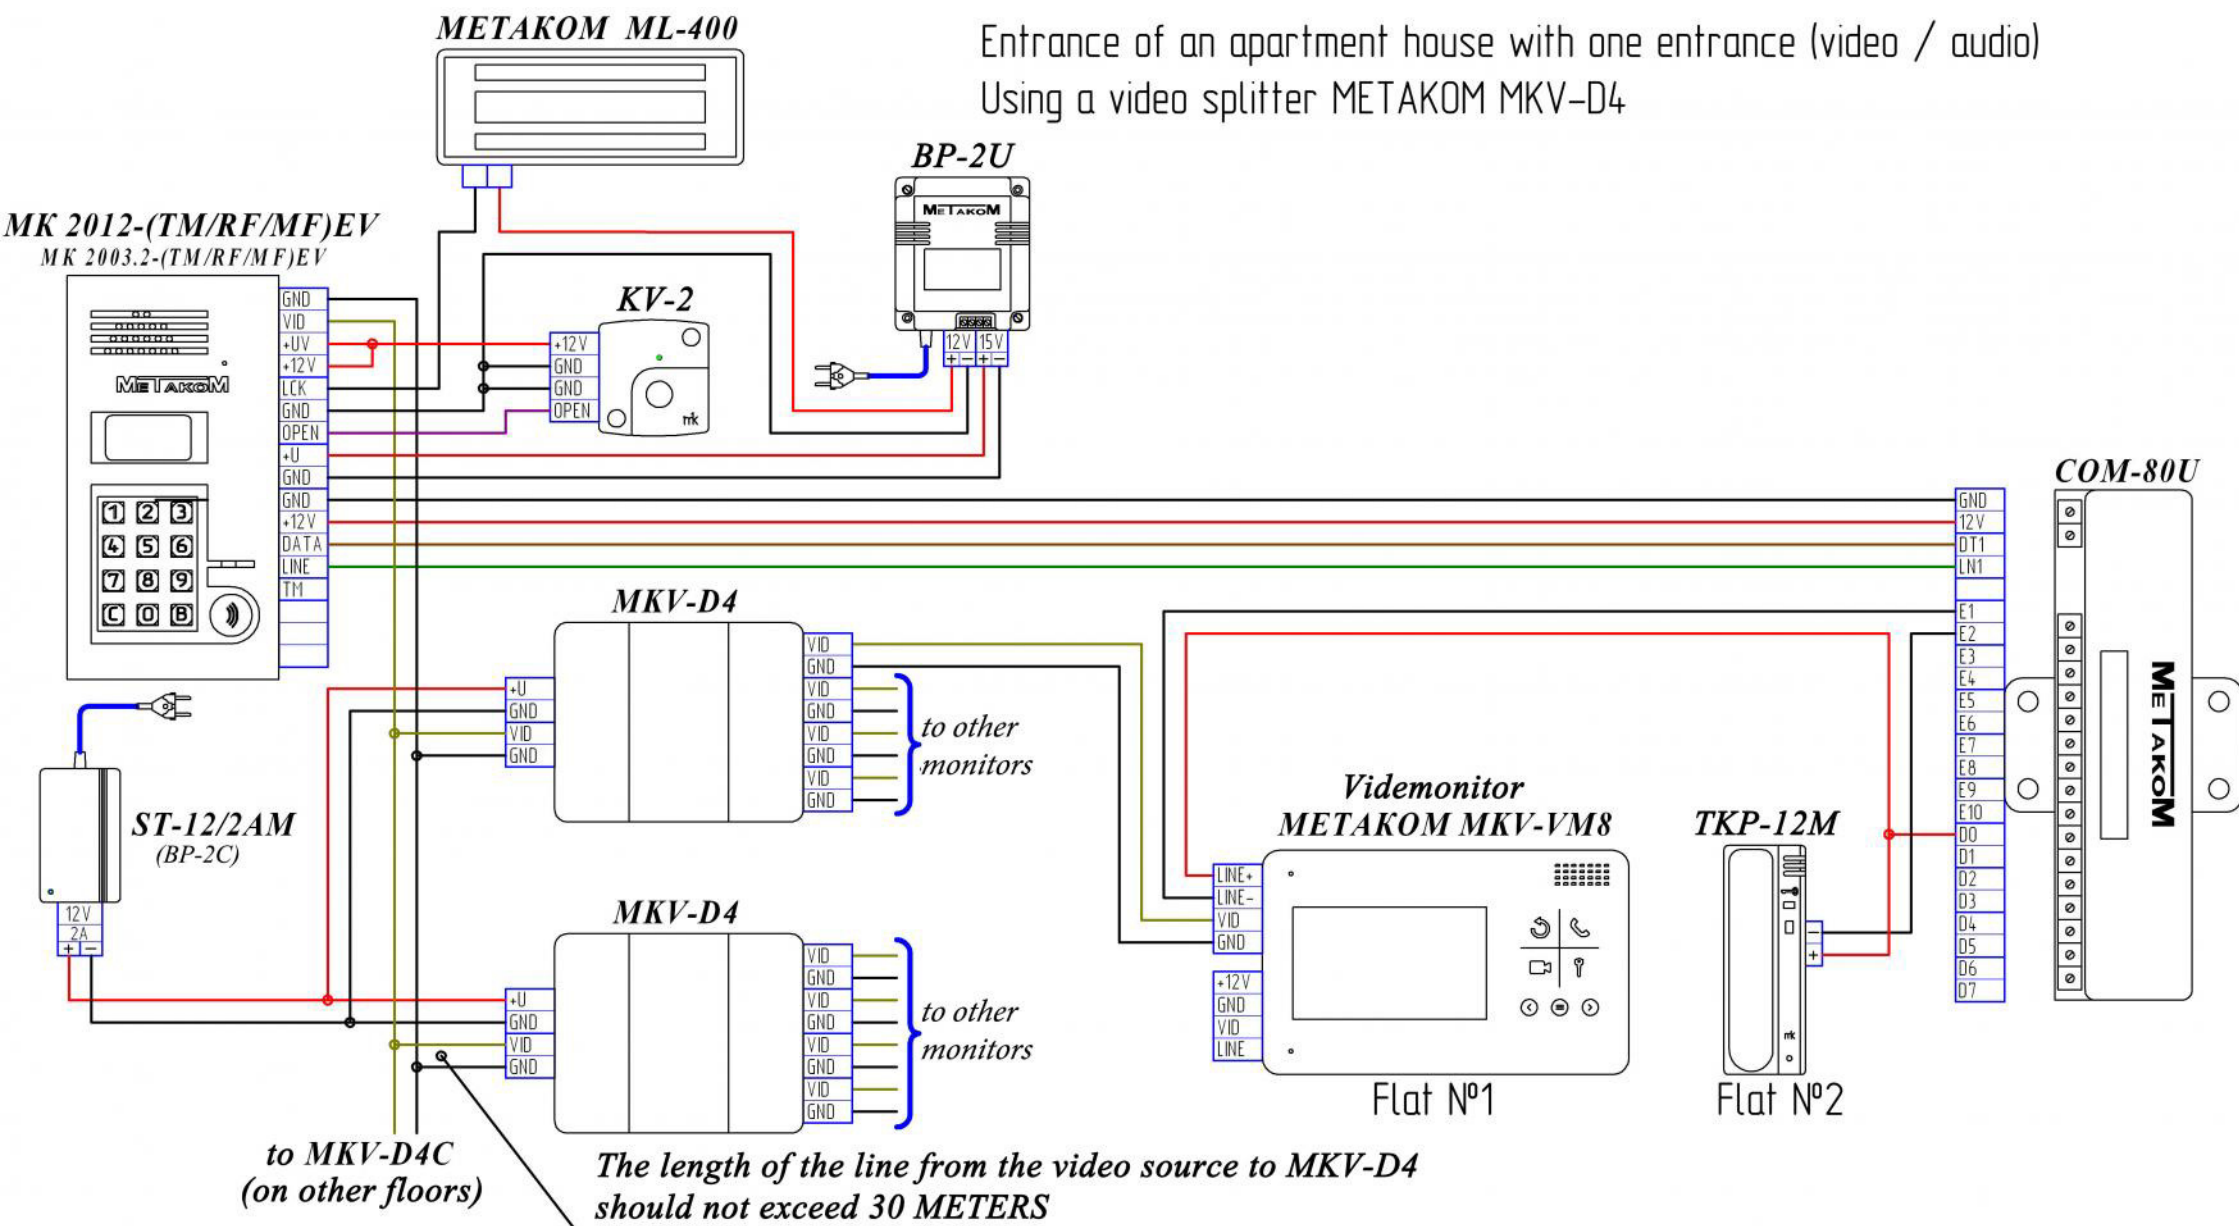 METAKOM ML-400
Entrance of an apartment house with one entrance (video / audio)
Using a video splitter METAKOM MKV-D4
BP-2U
METAKOM
12V 15V
+ - + -
MK 2012-(TM/RF/MF)EV
MK 2003.2-(TM/RF/MF)EV
METAKOM
1 2 3
4 5 6
7 8 9
C 0 B
GND
VID
+UV
+12V
LCK
GND
OPEN
+U
GND
GND
+12V
DATA
LINE
TM
KV-2
+12V
GND
GND
OPEN
mk
COM-80U
GND
12V
DT1
LN1
E1
E2
E3
E4
E5
E6
E7
E8
E9
E10
D0
D1
D2
D3
D4
D5
D6
D7
METAKOM
MKV-D4
+U
GND
VID
GND
VID
GND
VID
GND
VID
GND
VID
GND
to other
monitors
ST-12/2AM
(BP-2C)
12V
2A
+ -
MKV-D4
+U
GND
VID
GND
VID
GND
VID
GND
VID
GND
VID
GND
to other
monitors
Videmonitor
METAKOM MKV-VM8
LINE+
LINE-
VID
GND
+12V
GND
VID
LINE
Flat №1
TKP-12M
-
+
mk
Flat №2
to MKV-D4C
(on other floors)
The length of the line from the video source to MKV-D4
should not exceed 30 METERS